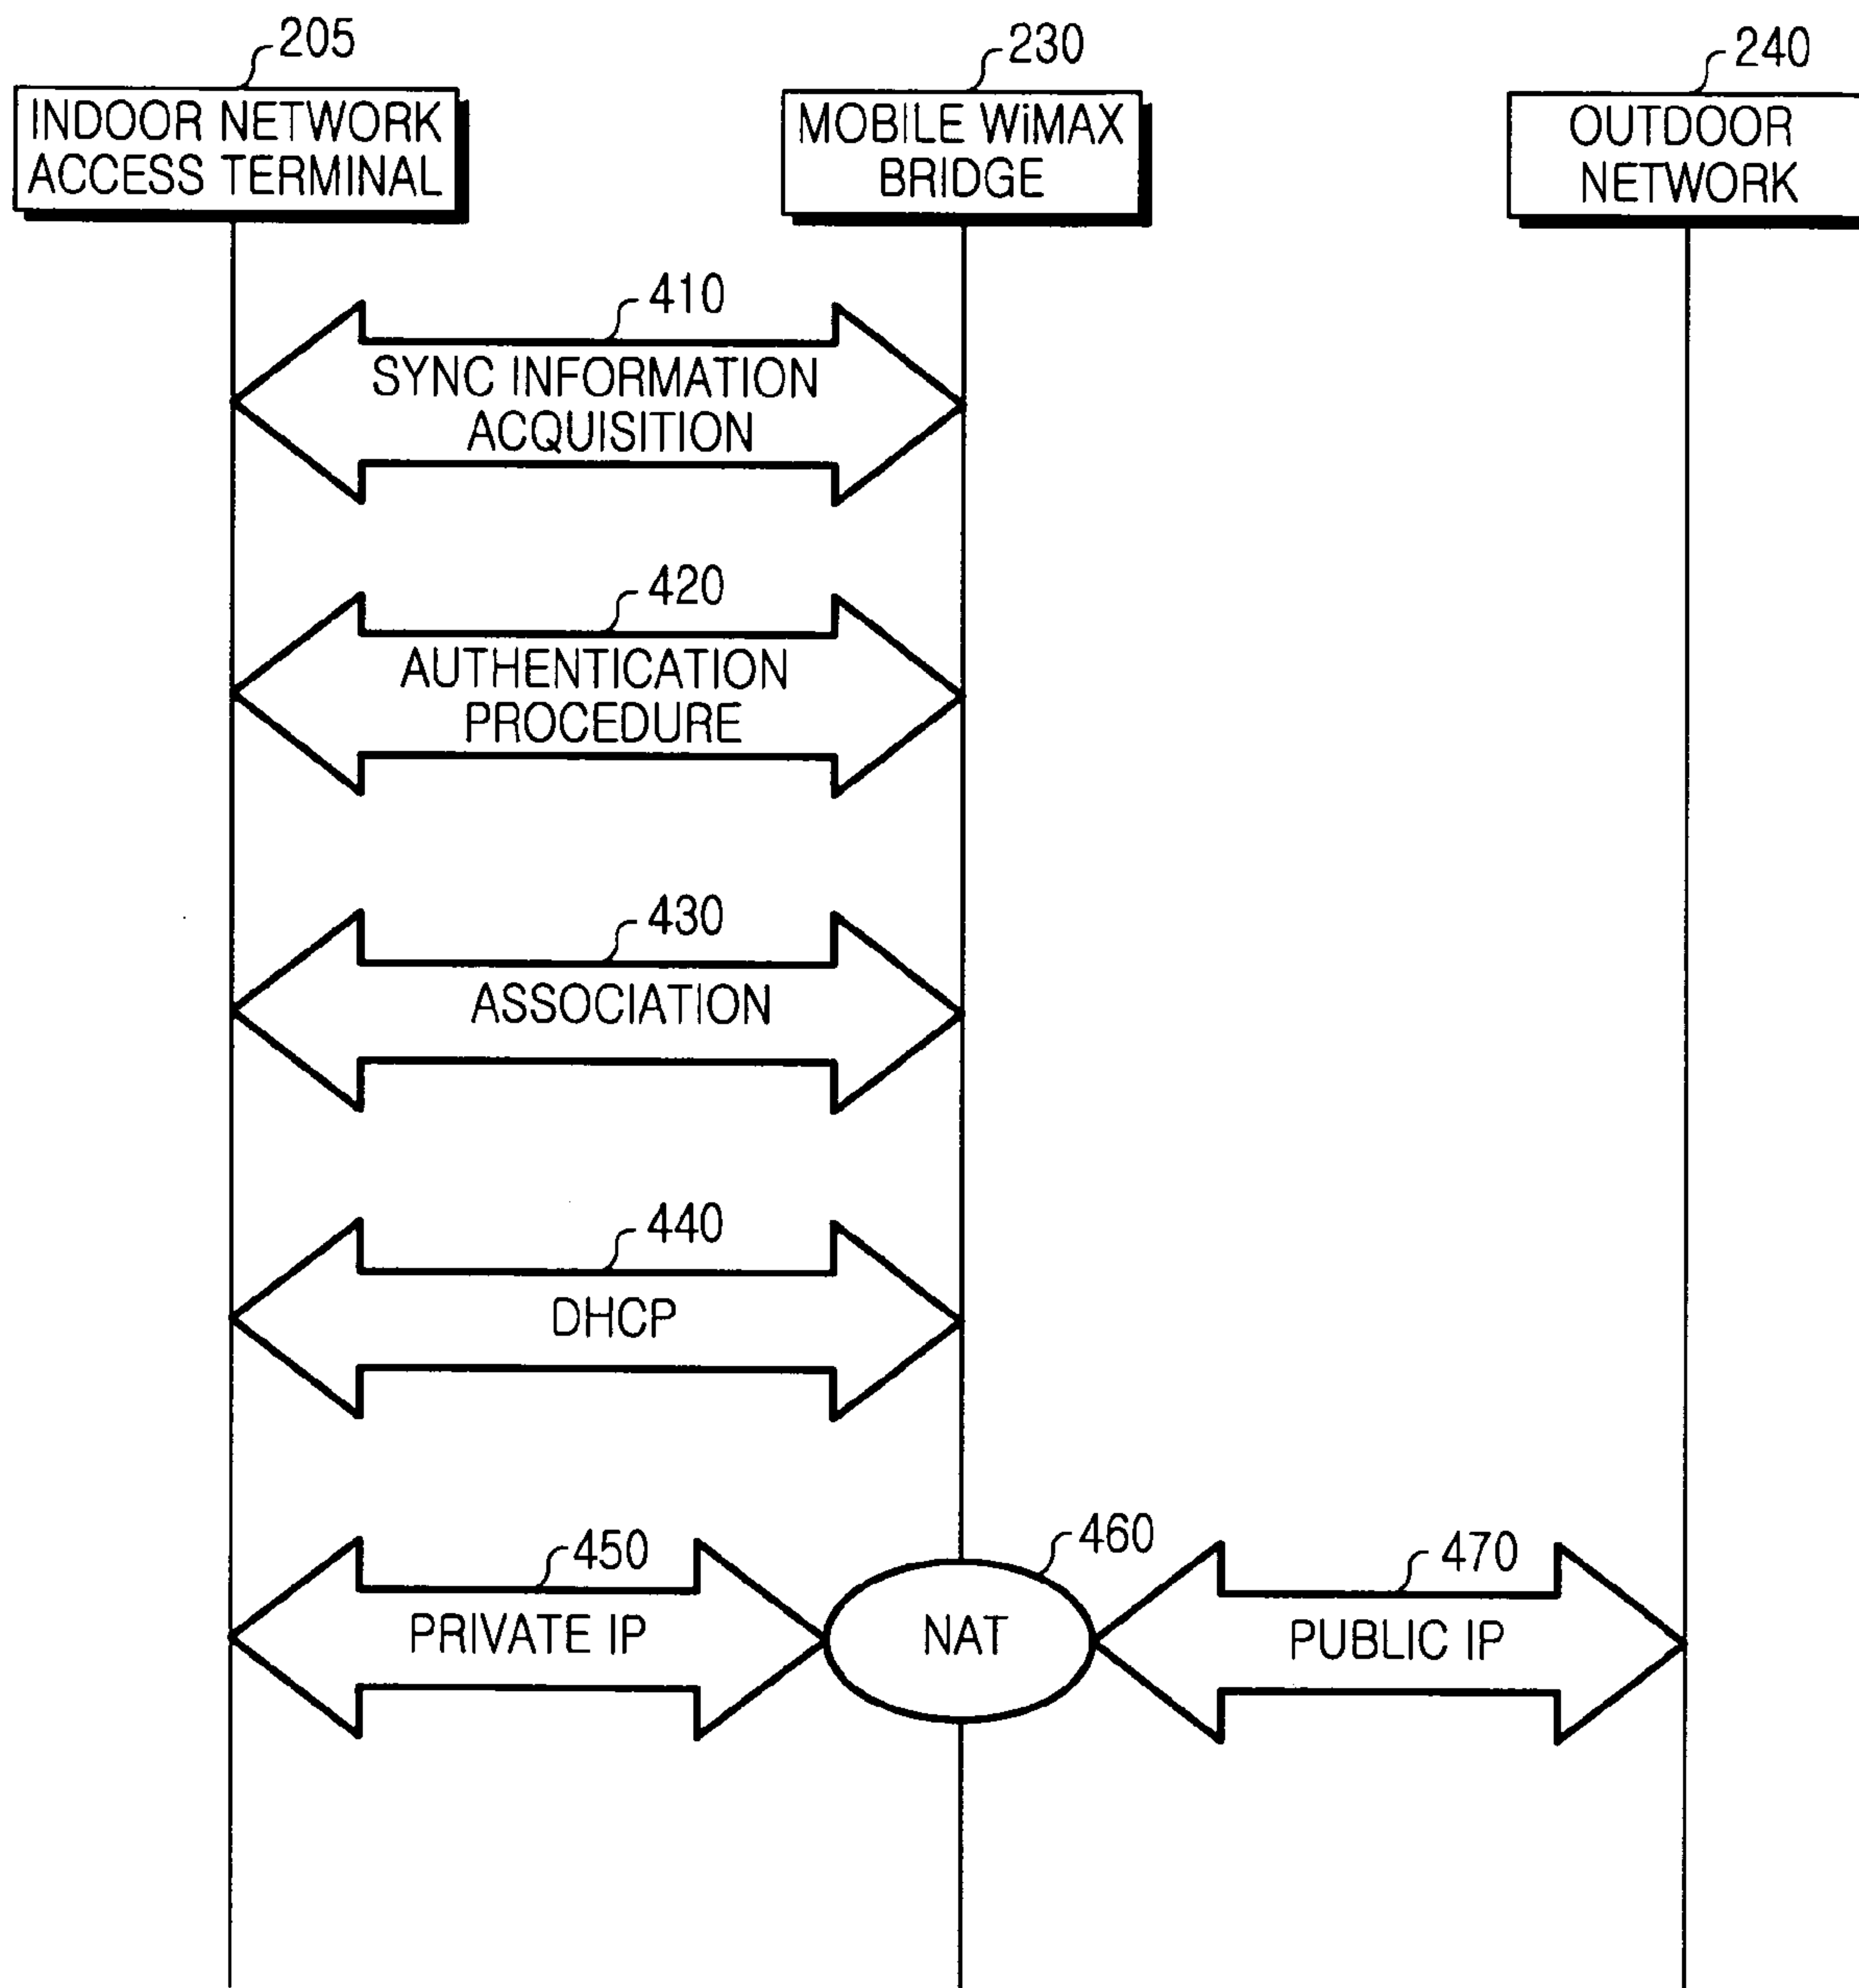 205
230
240
INDOOR NETWORK
ACCESS TERMINAL
MOBILE WiMAX
BRIDGE
OUTDOOR
NETWORK
410
SYNC INFORMATION
ACQUISITION
420
AUTHENTICATION
PROCEDURE
430
ASSOCIATION
440
DHCP
450
460
470
PRIVATE IP
NAT
PUBLIC IP